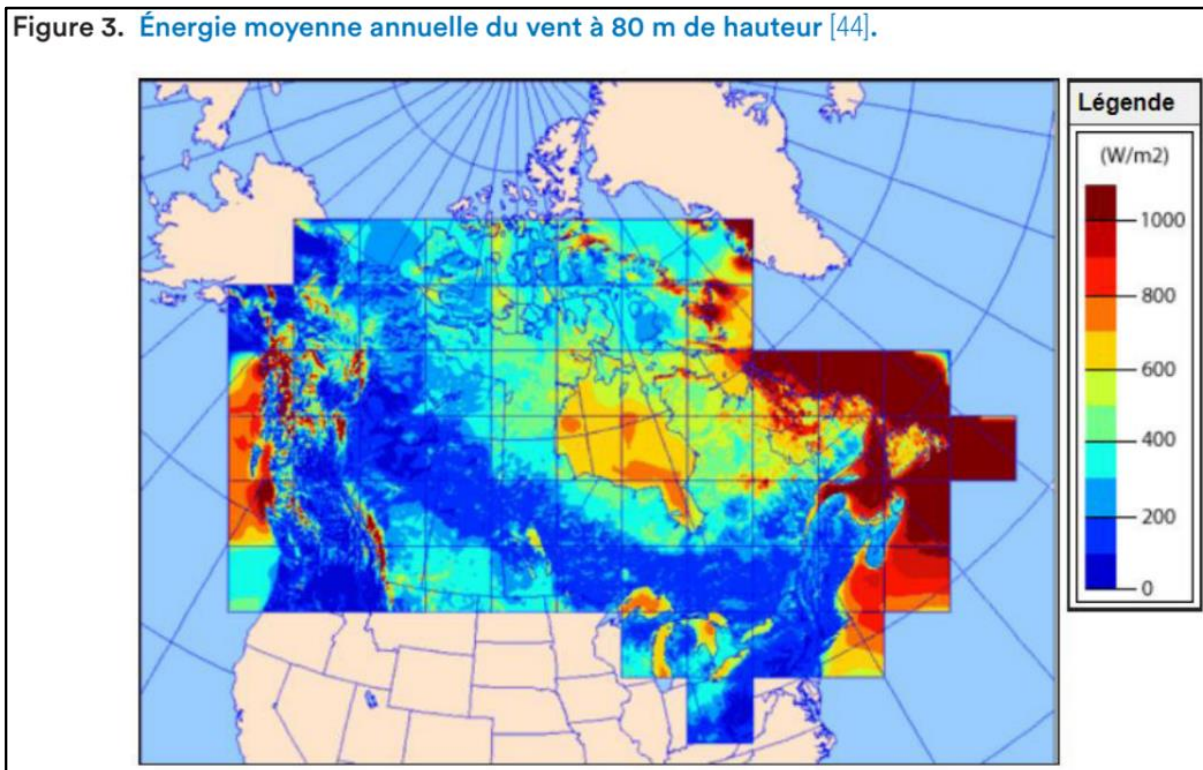 Figure 3. Énergie moyenne annuelle du vent à 80 m de hauteur [44].
Légende
(W/m2)
1000
800
600
400
200
0